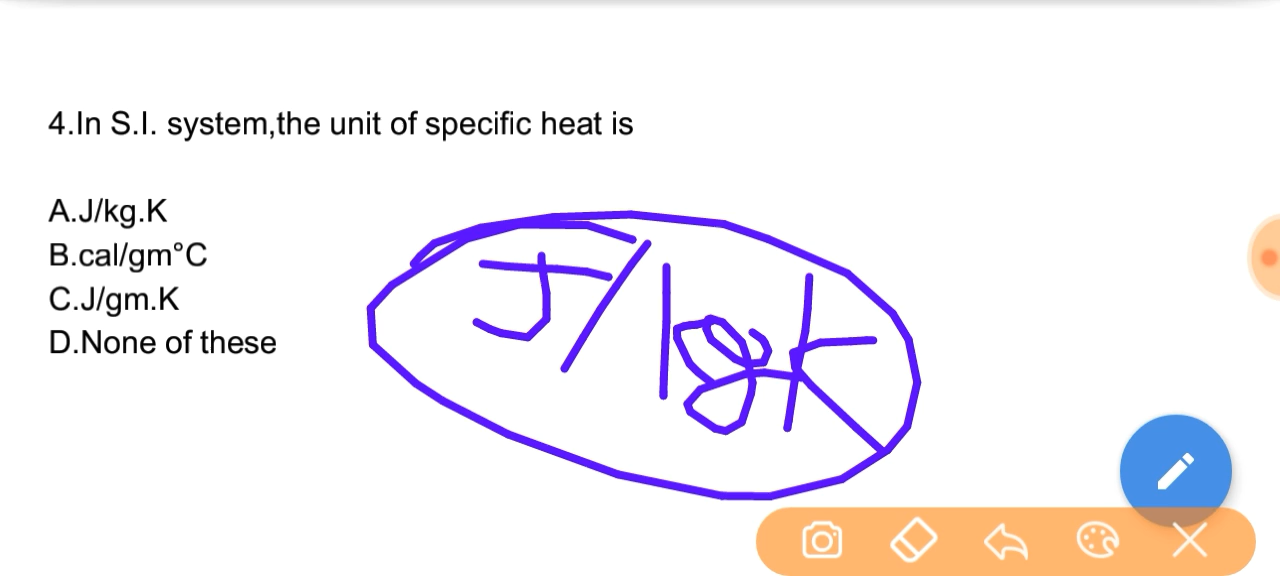 4.In S.I. system,the unit of specific heat is
A.J/kg.K
B.cal/gm°C
C.J/gm.K
D.None of these
J/kgK